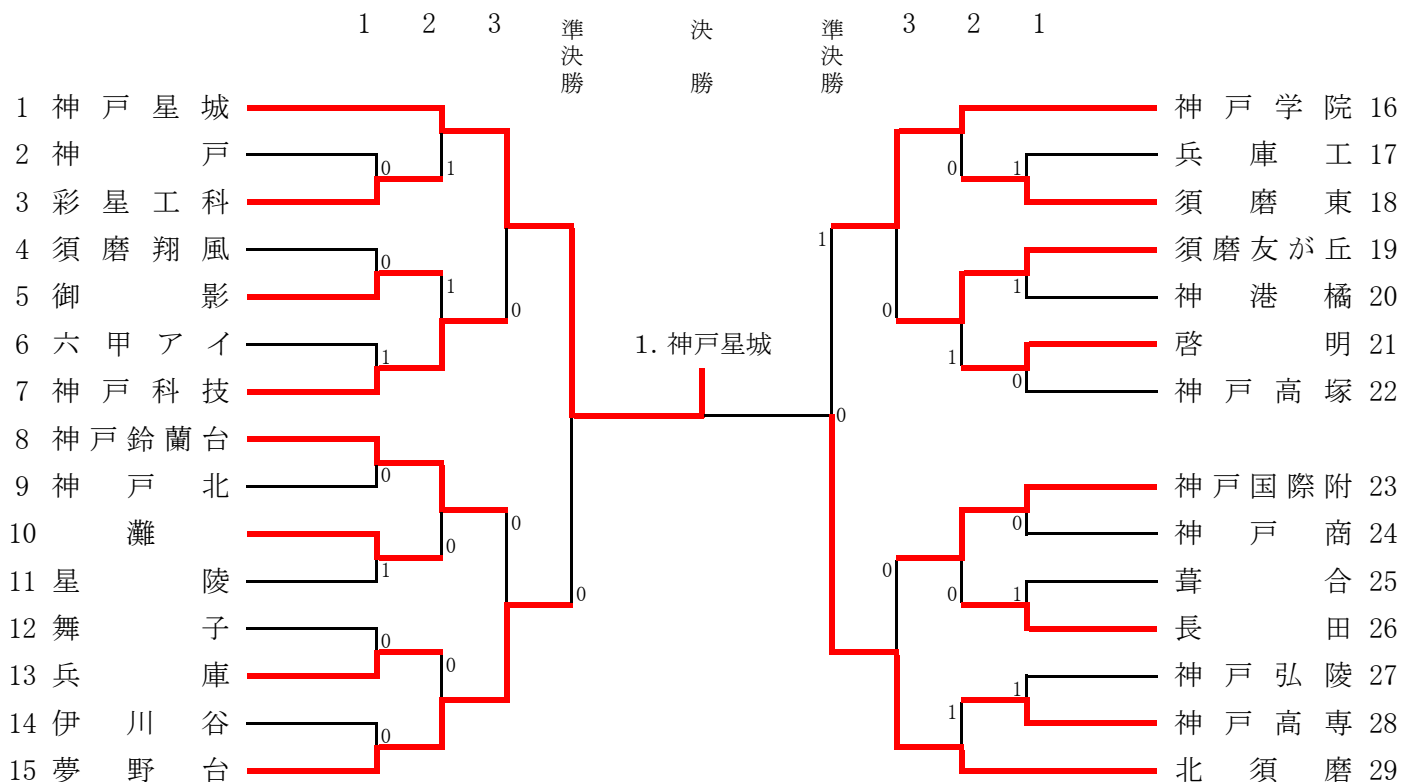 1 2 3 準決勝 決勝 準決勝 3 2 1
1 神戸星城
2 神戸
3 彩星工科
4 須磨翔風
5 御影
6 六甲アイ
7 神戸科技
8 神戸鈴蘭台
9 神戸北
10 灘
11 星陵
12 舞子
13 兵庫
14 伊川谷
15 夢野台
0
1
0
1
0
1
0
0
0
1
0
0
0
0
1. 神戸星城
神戸学院 16
兵庫工 17
須磨東 18
須磨友が丘 19
神港橘 20
啓明 21
神戸高塚 22
神戸国際附 23
神戸商 24
葺合 25
長田 26
神戸弘陵 27
神戸高専 28
北須磨 29
1
0
1
1
0
1
0
0
0
0
1
0
1
1